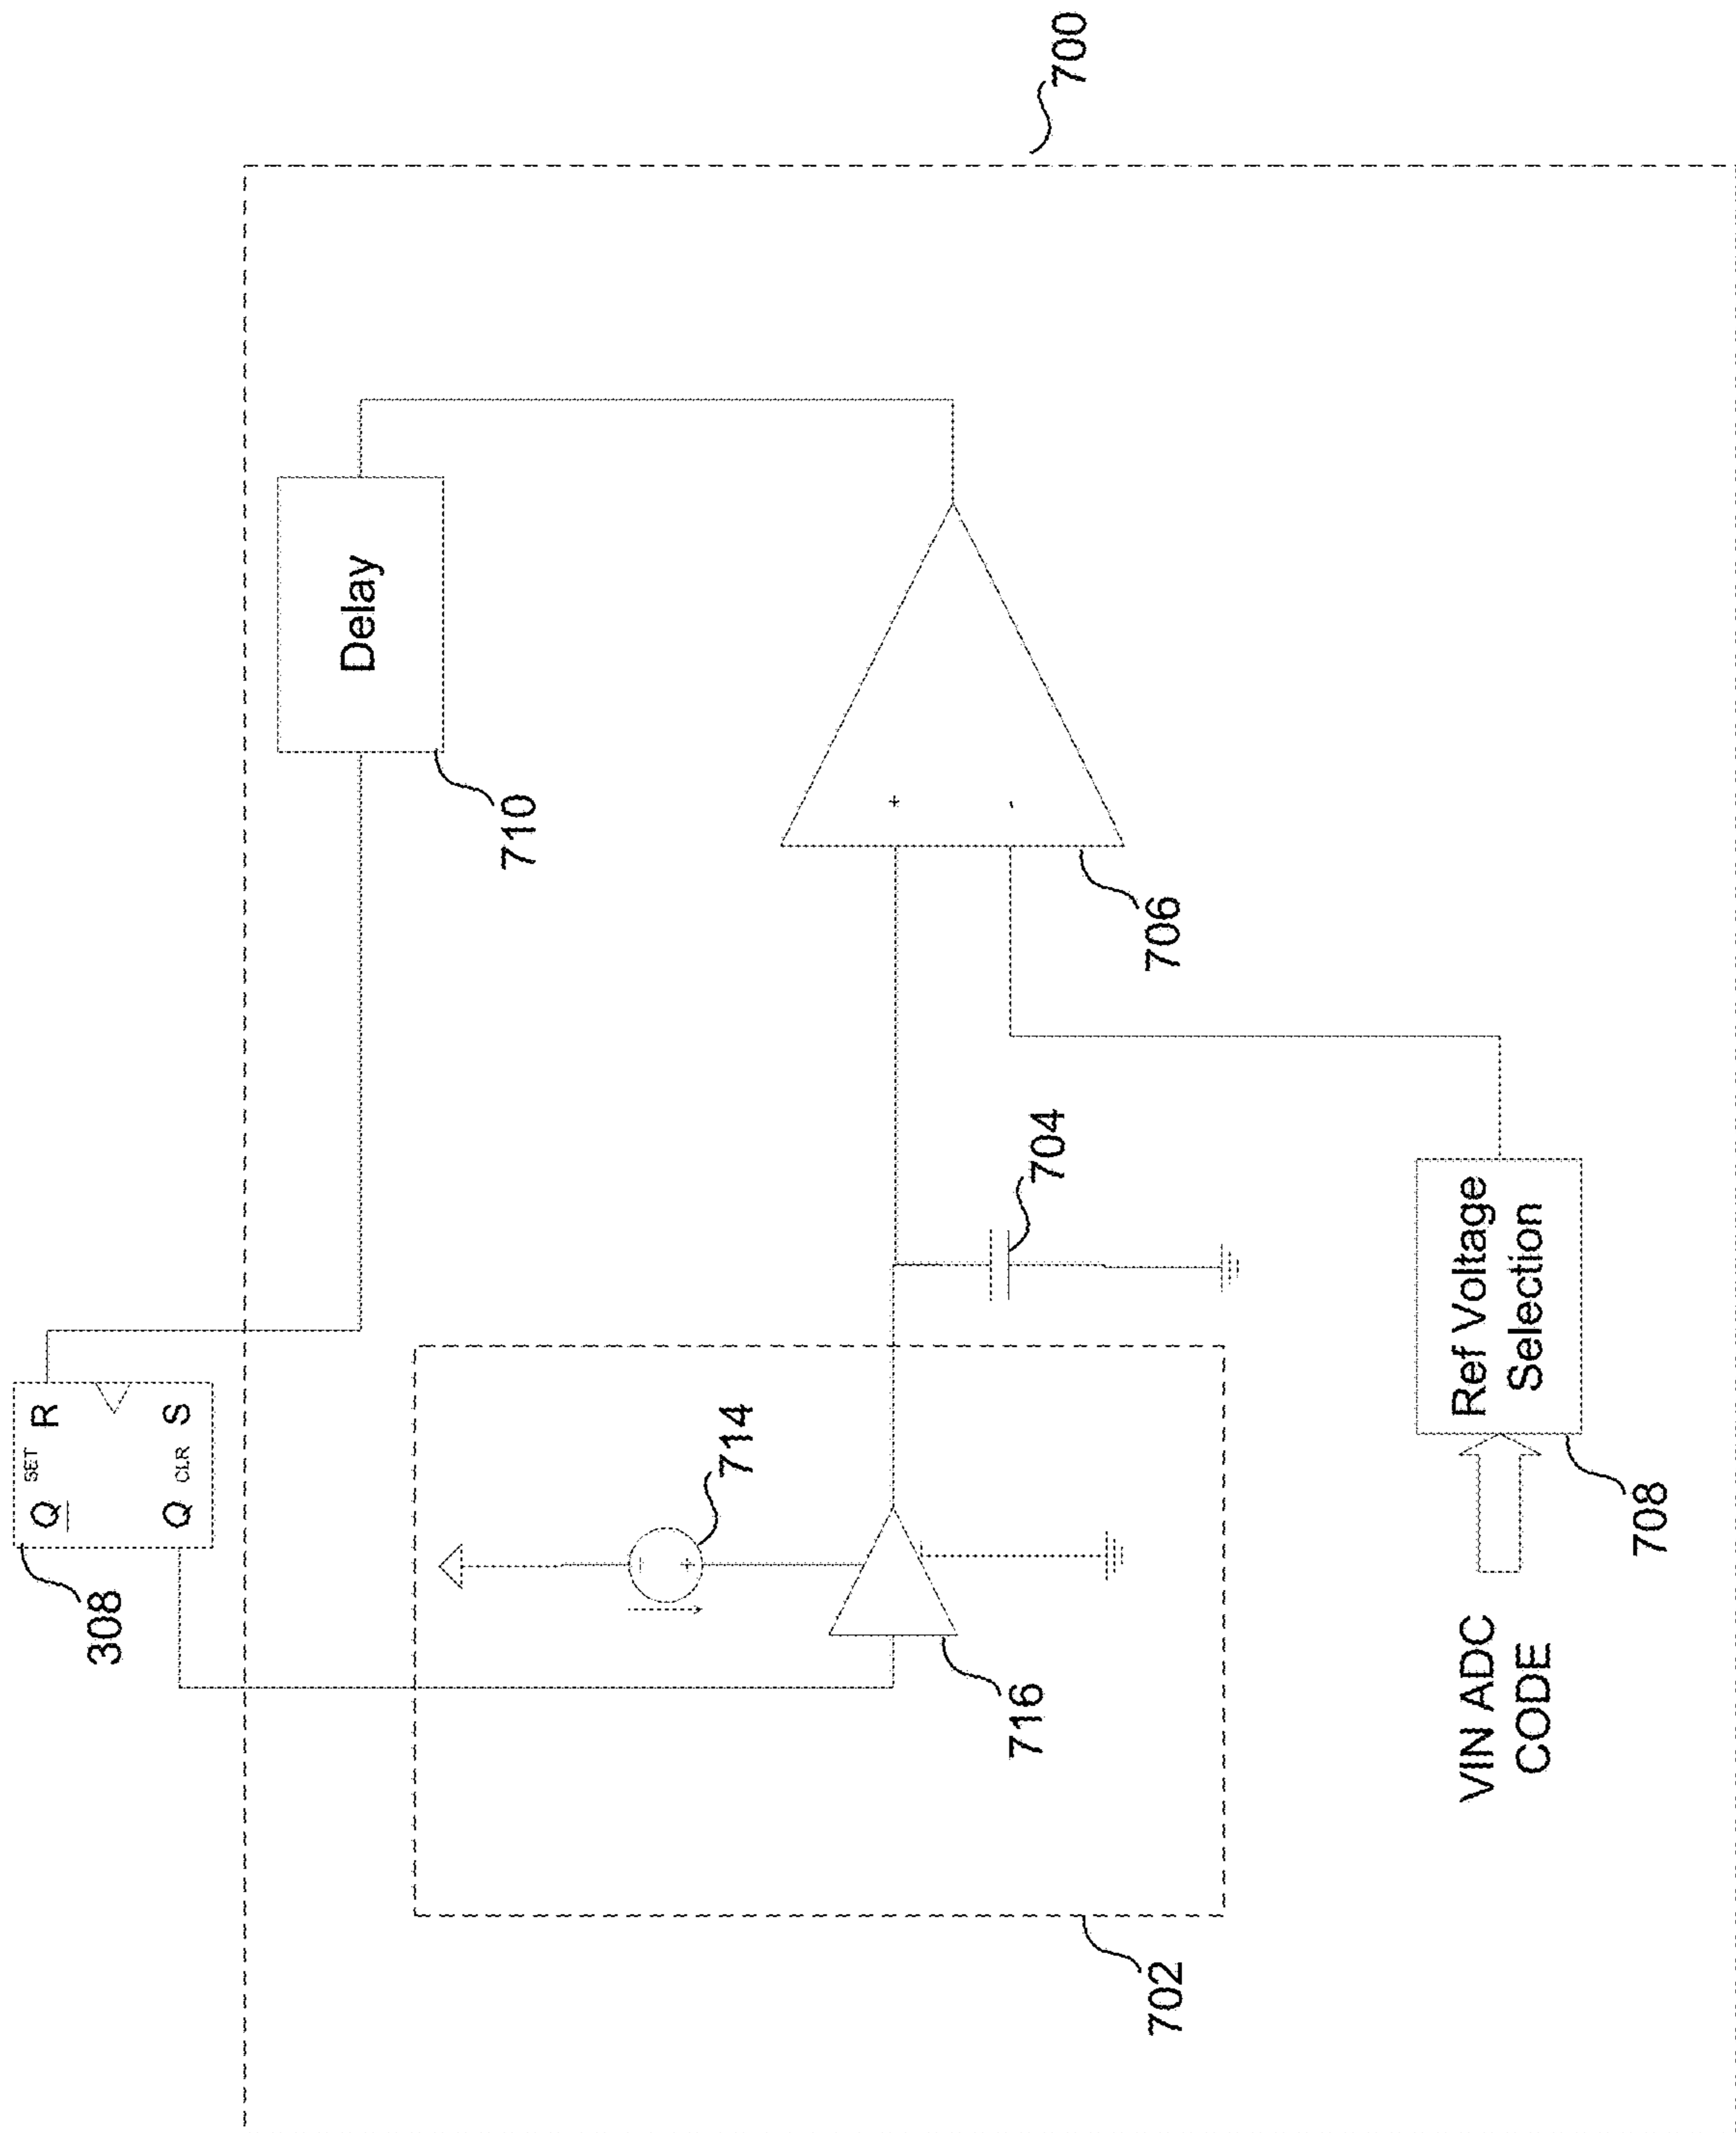 308
Q
SET
R
Q
CLR
S
700
Delay
710
+
-
706
704
-
+
714
716
702
Ref Voltage
Selection
708
VIN ADC
CODE